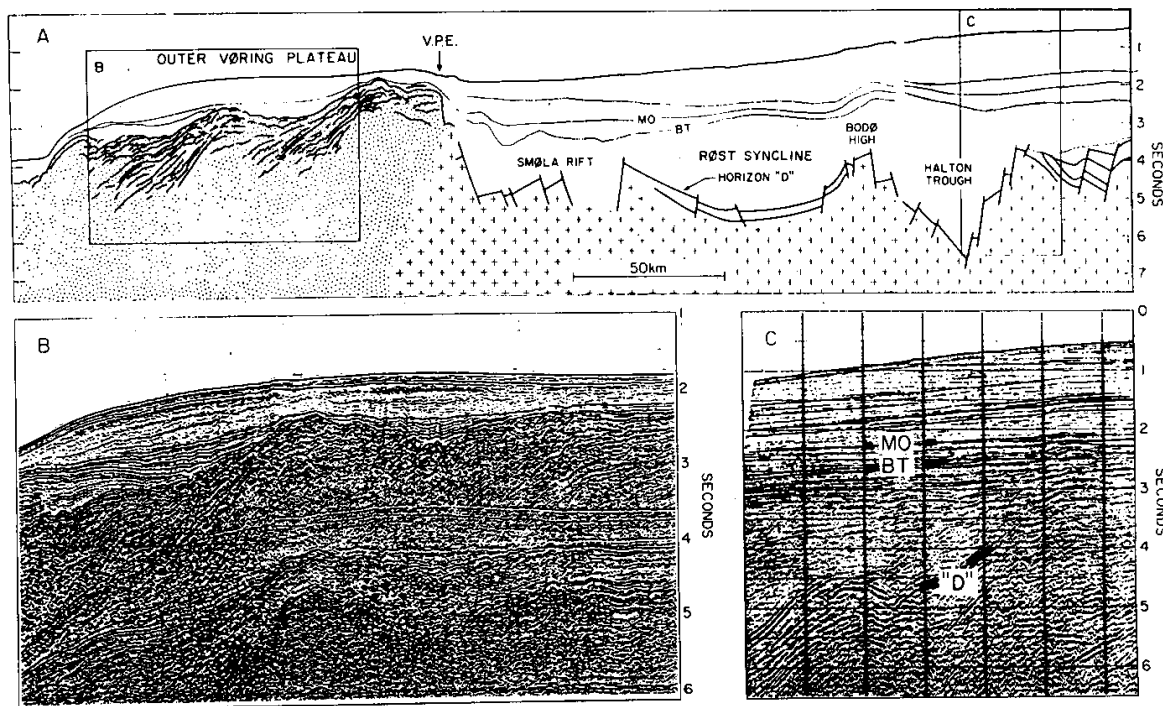 A
B
OUTER VØRING PLATEAU
V.P.E.
C
MO
BT
SMØLA RIFT
RØST SYNCLINE
HORIZON "D"
BODØ
HIGH
HALTON
TROUGH
50km
1
2
3
4
5
6
7
SECONDS
B
1
2
3
4
5
6
SECONDS
C
MO
BT
"D"
0
1
2
3
4
5
6
SECONDS